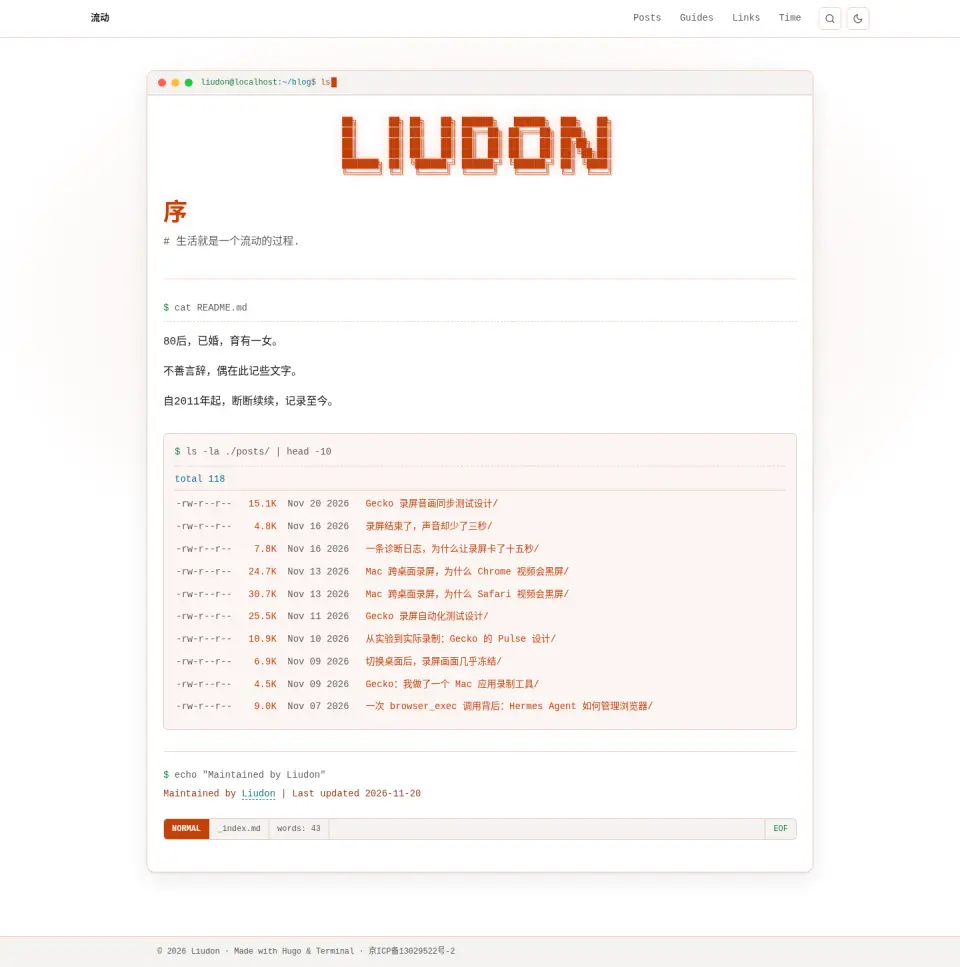 流动 Posts Guides Links Time
liudon@localhost:~/blog$ ls
LIUDON
序
# 生活就是一个流动的过程.
$ cat README.md
80后，已婚，育有一女。
不善言辞，偶在此记些文字。
自2011年起，断断续续，记录至今。
$ ls -la ./posts/ | head -10
total 118
-rw-r--r-- 15.1K Nov 20 2026 Gecko 录屏音画同步测试设计/
-rw-r--r-- 4.8K Nov 16 2026 录屏结束了，声音却少了三秒/
-rw-r--r-- 7.8K Nov 16 2026 一条诊断日志，为什么让录屏卡了十五秒/
-rw-r--r-- 24.7K Nov 13 2026 Mac 跨桌面录屏，为什么 Chrome 视频会黑屏/
-rw-r--r-- 30.7K Nov 13 2026 Mac 跨桌面录屏，为什么 Safari 视频会黑屏/
-rw-r--r-- 25.5K Nov 11 2026 Gecko 录屏自动化测试设计/
-rw-r--r-- 10.9K Nov 10 2026 从实验到实际录制：Gecko 的 Pulse 设计/
-rw-r--r-- 6.9K Nov 09 2026 切换桌面后，录屏画面几乎冻结/
-rw-r--r-- 4.5K Nov 09 2026 Gecko：我做了一个 Mac 应用录制工具/
-rw-r--r-- 9.0K Nov 07 2026 一次 browser_exec 调用背后：Hermes Agent 如何管理浏览器/
$ echo "Maintained by Liudon"
Maintained by Liudon | Last updated 2026-11-20
NORMAL _index.md words: 43 EOF
© 2026 Liudon · Made with Hugo & Terminal · 京ICP备13029522号-2